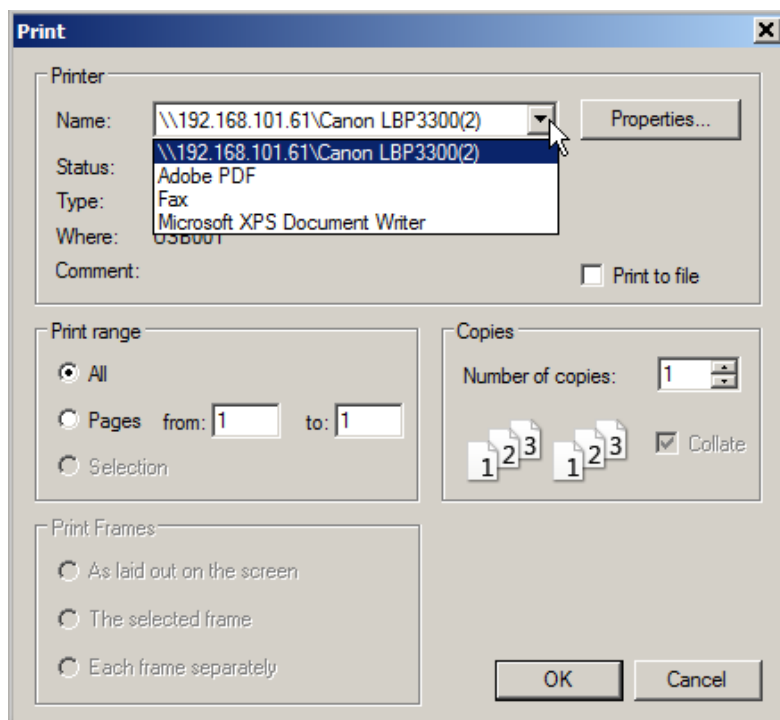 Print
Printer
Name: \\192.168.101.61\Canon LBP3300(2) Properties...
\\192.168.101.61\Canon LBP3300(2)
Status:
Adobe PDF
Type:
Fax
Microsoft XPS Document Writer
Where: USB001
Comment:
Print to file
Print range
All
Pages from: 1 to: 1
Selection
Copies
Number of copies: 1
1 2 3 1 2 3 Collate
Print Frames
As laid out on the screen
The selected frame
Each frame separately
OK Cancel